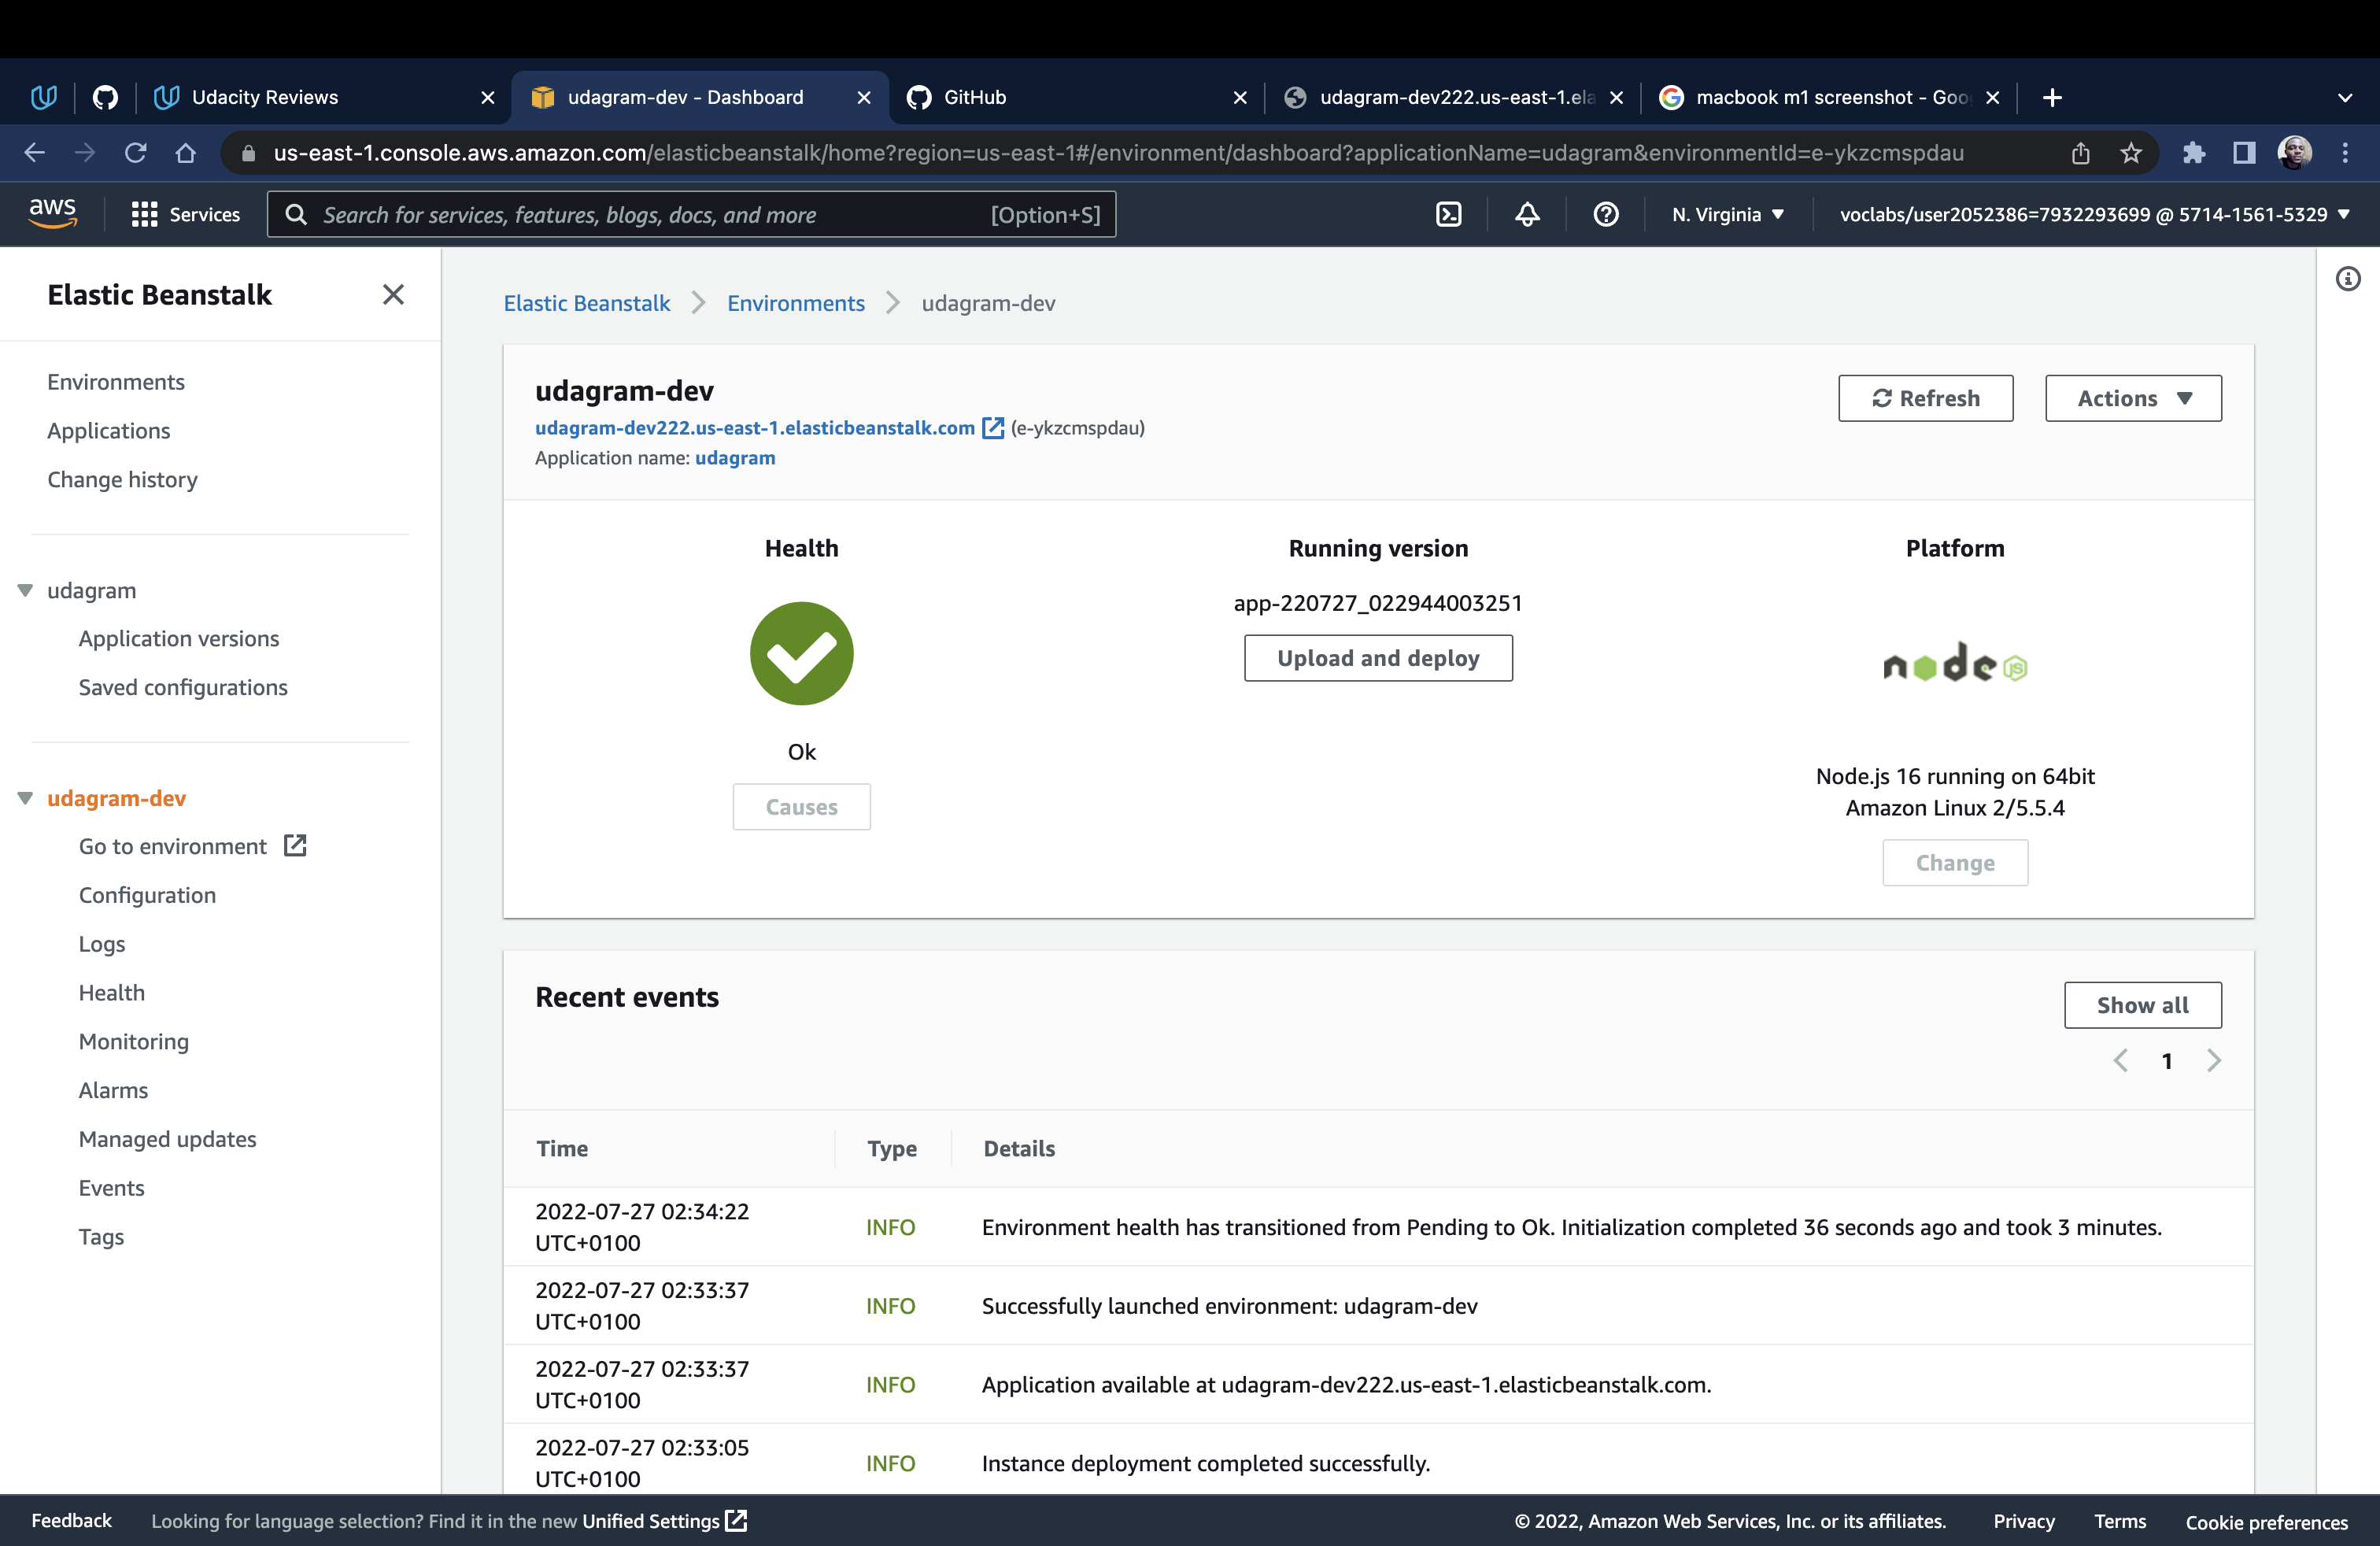 Udacity Reviews
udagram-dev - Dashboard
GitHub
udagram-dev222.us-east-1.ela
macbook m1 screenshot - Goo
us-east-1.console.aws.amazon.com/elasticbeanstalk/home?region=us-east-1#/environment/dashboard?applicationName=udagram&environmentId=e-ykzcmspdau
aws
Services
Search for services, features, blogs, docs, and more
[Option+S]
N. Virginia
voclabs/user2052386=7932293699 @ 5714-1561-5329
Elastic Beanstalk
Environments
Applications
Change history
udagram
Application versions
Saved configurations
udagram-dev
Go to environment
Configuration
Logs
Health
Monitoring
Alarms
Managed updates
Events
Tags
Elastic Beanstalk
Environments
udagram-dev
udagram-dev
udagram-dev222.us-east-1.elasticbeanstalk.com (e-ykzcmspdau)
Application name: udagram
Refresh
Actions
Health
Ok
Causes
Running version
app-220727_022944003251
Upload and deploy
Platform
node JS
Node.js 16 running on 64bit
Amazon Linux 2/5.5.4
Change
Recent events
Show all
1
Time Type Details
2022-07-27 02:34:22
UTC+0100
INFO
Environment health has transitioned from Pending to Ok. Initialization completed 36 seconds ago and took 3 minutes.
2022-07-27 02:33:37
UTC+0100
INFO
Successfully launched environment: udagram-dev
2022-07-27 02:33:37
UTC+0100
INFO
Application available at udagram-dev222.us-east-1.elasticbeanstalk.com.
2022-07-27 02:33:05
UTC+0100
INFO
Instance deployment completed successfully.
Feedback
Looking for language selection? Find it in the new Unified Settings
© 2022, Amazon Web Services, Inc. or its affiliates.
Privacy
Terms
Cookie preferences